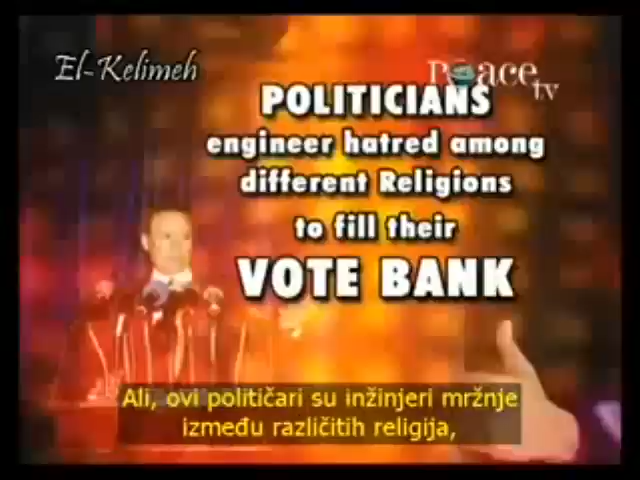 El-Kelimeh
peace tv
POLITICIANS
engineer hatred among
different Religions
to fill their
VOTE BANK
Ali, ovi političari su inžinjeri mržnje
između različitih religija,